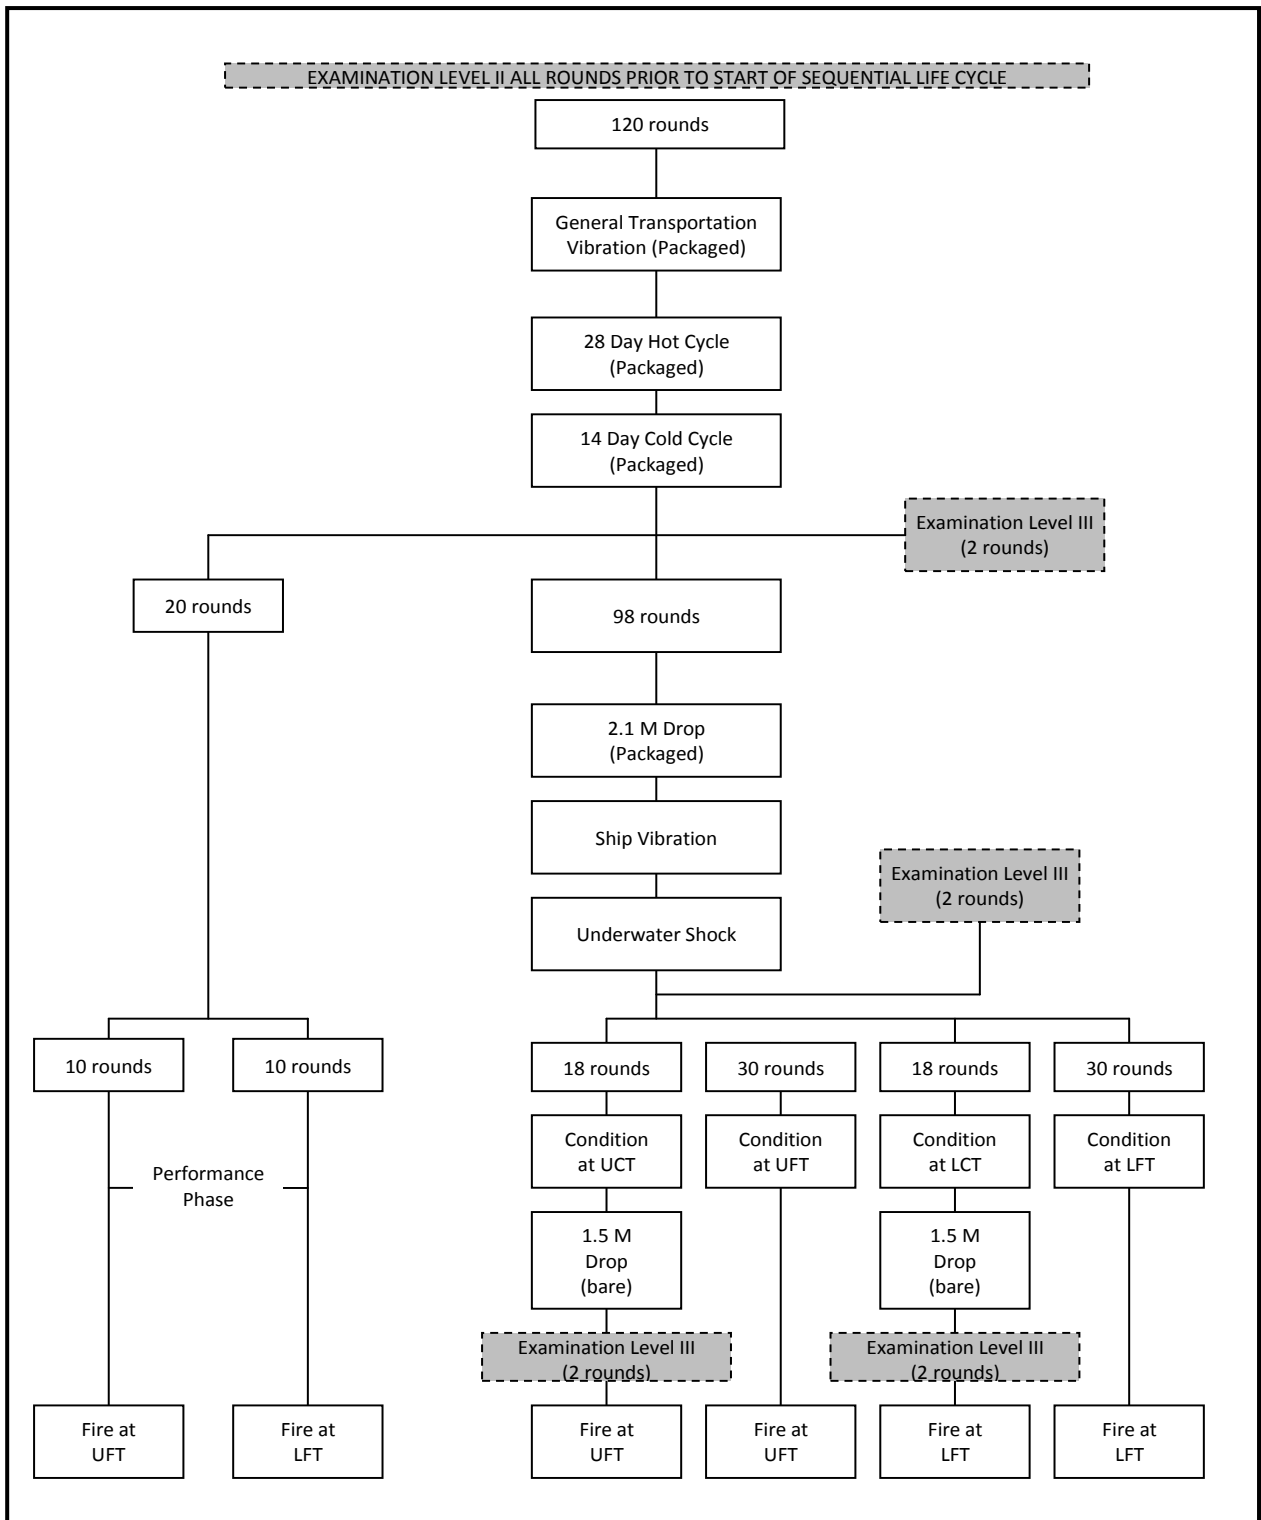 EXAMINATION LEVEL II ALL ROUNDS PRIOR TO START OF SEQUENTIAL LIFE CYCLE
120 rounds
General Transportation
Vibration (Packaged)
28 Day Hot Cycle
(Packaged)
14 Day Cold Cycle
(Packaged)
Examination Level III
(2 rounds)
20 rounds
98 rounds
2.1 M Drop
(Packaged)
Ship Vibration
Examination Level III
(2 rounds)
Underwater Shock
10 rounds
10 rounds
18 rounds
30 rounds
18 rounds
30 rounds
Performance
Phase
Condition
at UCT
Condition
at UFT
Condition
at LCT
Condition
at LFT
1.5 M
Drop
(bare)
1.5 M
Drop
(bare)
Examination Level III
(2 rounds)
Examination Level III
(2 rounds)
Fire at
UFT
Fire at
LFT
Fire at
UFT
Fire at
UFT
Fire at
LFT
Fire at
LFT